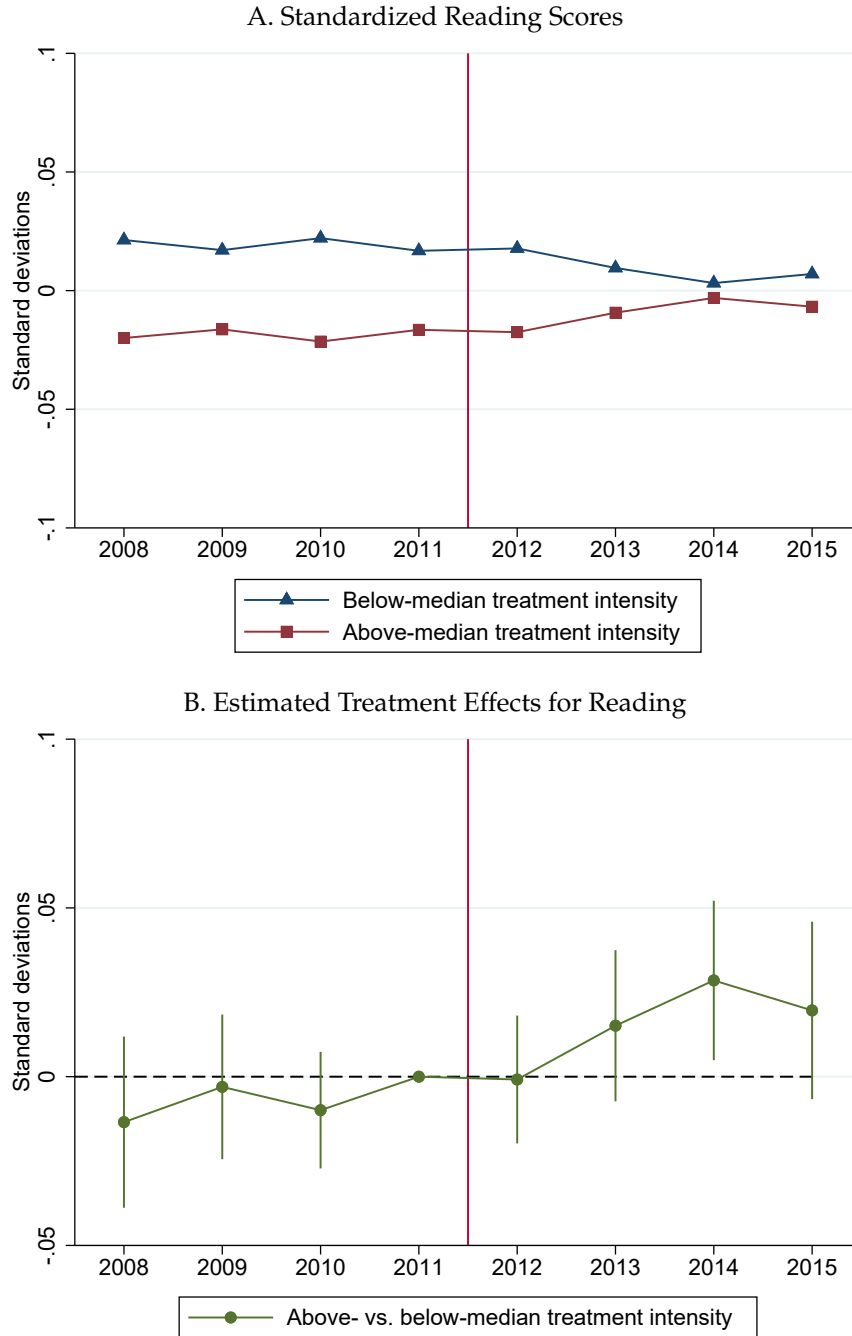 A. Standardized Reading Scores
.1
.05
0
-.05
-.1
Standard deviations
2008 2009 2010 2011 2012 2013 2014 2015
Below-median treatment intensity
Above-median treatment intensity
B. Estimated Treatment Effects for Reading
.1
.05
0
-.05
Standard deviations
2008 2009 2010 2011 2012 2013 2014 2015
Above- vs. below-median treatment intensity